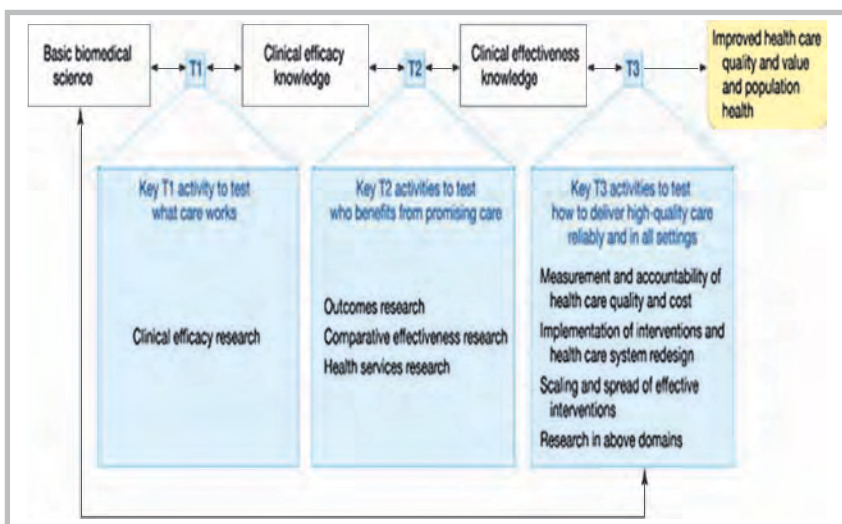 Basic biomedical
science
T1
Clinical efficacy
knowledge
T2
Clinical effectiveness
knowledge
T3
Improved health care
quality and value
and population
health
Key T1 activity to test
what care works
Clinical efficacy research
Key T2 activities to test
who benefits from promising care
Outcomes research
Comparative effectiveness research
Health services research
Key T3 activities to test
how to deliver high-quality care
reliably and in all settings
Measurement and accountability of
health care quality and cost
Implementation of interventions and
health care system redesign
Scaling and spread of effective
interventions
Research in above domains